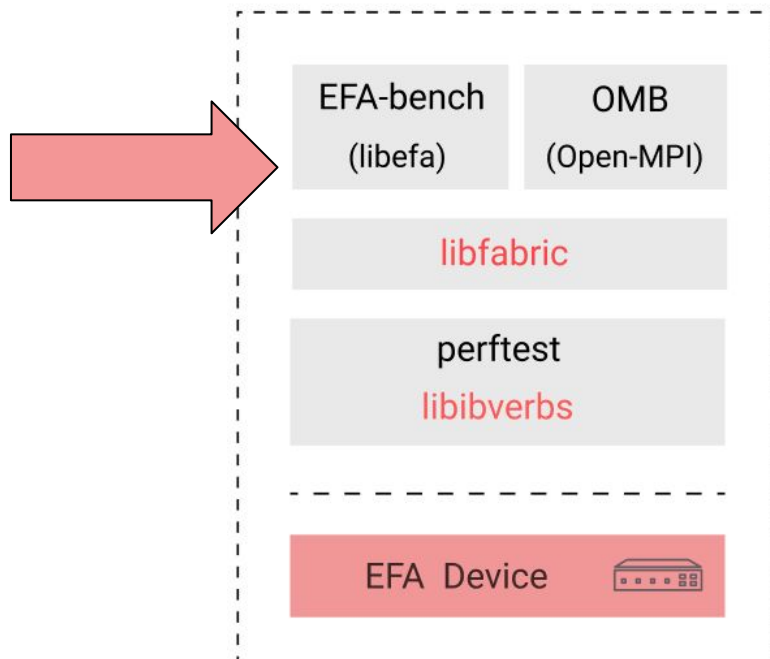 EFA-bench
(libefa)
OMB
(Open-MPI)
libfabric
perftest
libibverbs
EFA Device